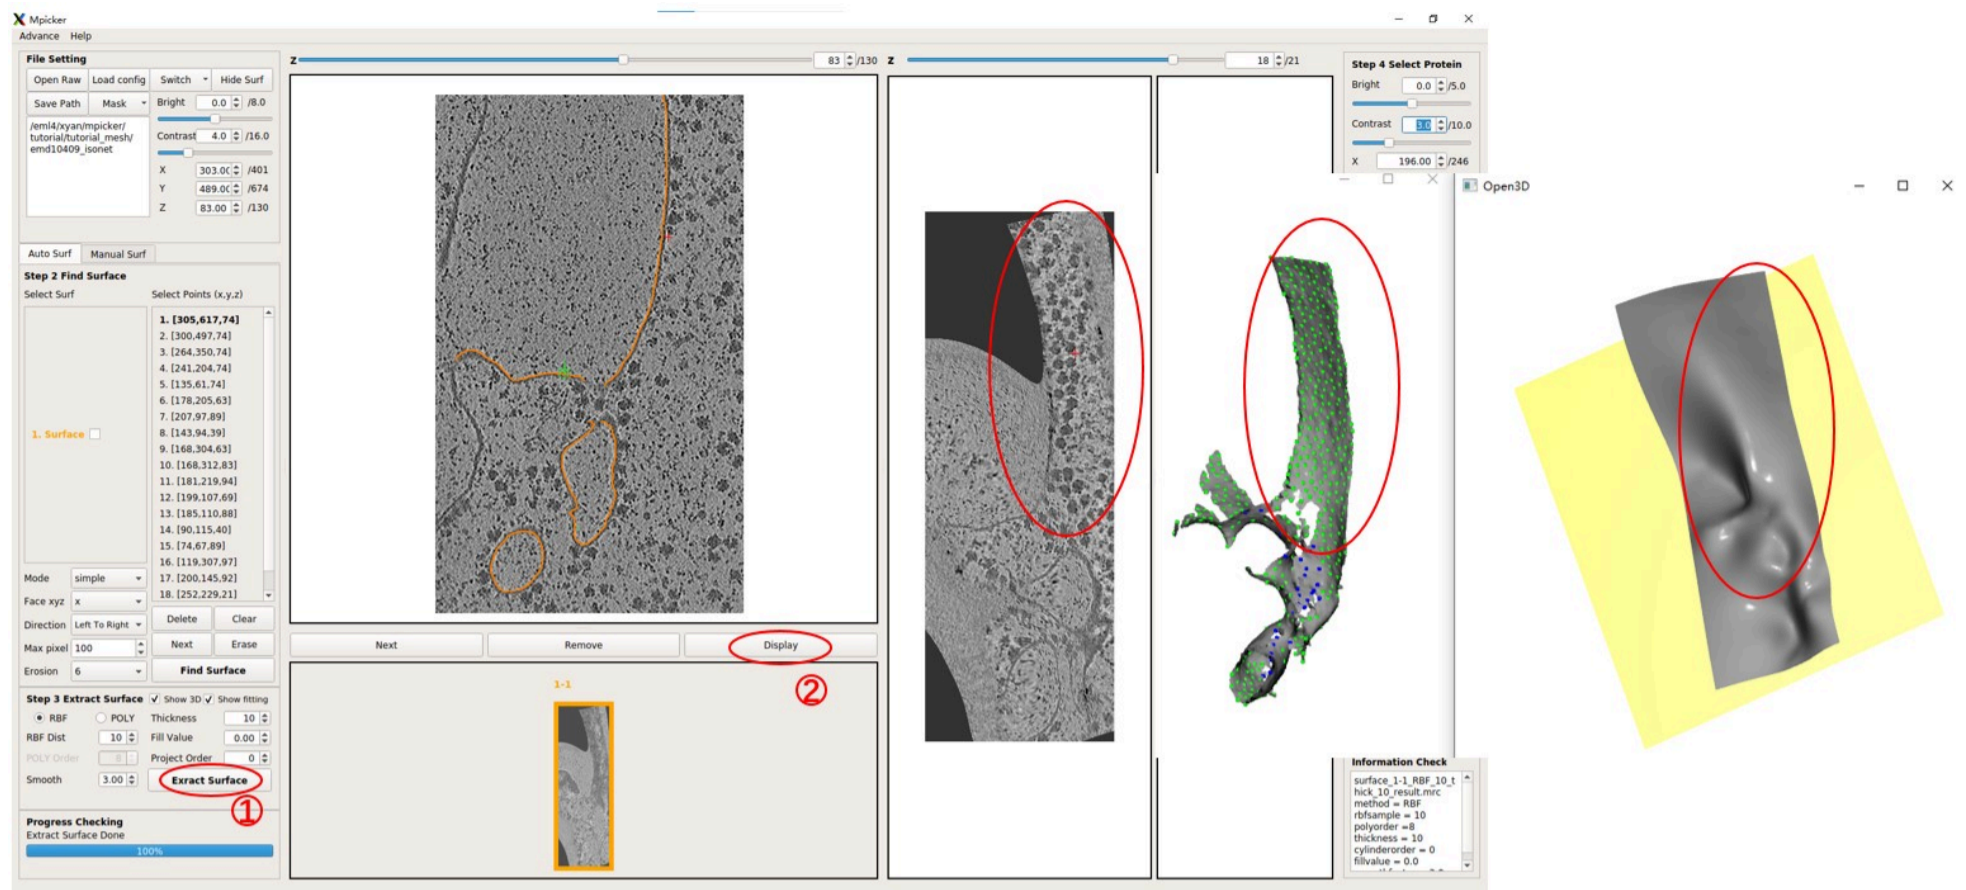 Mpicker
Advance Help
File Setting
Open Raw Load config Switch Hide Surf
Save Path Mask Bright 0.0 /8.0
/eml4/xyan/mpicker/
tutorial/tutorial_mesh/
emd10409_isonet
Contrast 4.0 /16.0
X 303.0 /401
Y 489.0 /674
Z 83.00 /130
Auto Surf Manual Surf
Step 2 Find Surface
Select Surf Select Points (x,y,z)
1. Surface
1. [305,617,74]
2. [300,497,74]
3. [264,350,74]
4. [241,204,74]
5. [135,61,74]
6. [178,205,63]
7. [207,97,89]
8. [143,94,39]
9. [168,304,63]
10. [168,312,83]
11. [181,219,94]
12. [199,107,69]
13. [185,110,88]
14. [90,115,40]
15. [74,67,89]
16. [119,307,97]
17. [200,145,92]
18. [252,229,21]
Mode simple
Face xyz x
Direction Left To Right
Max pixel 100
Erosion 6
Delete Clear
Next Erase
Find Surface
Step 3 Extract Surface Show 3D Show fitting
RBF POLY Thickness 10
RBF Dist 10 Fill Value 0.00
POLY Order 8 Project Order 0
Smooth 3.00 Exract Surface
①
Progress Checking
Extract Surface Done
100%
Z 83 /130
Next Remove Display
②
1-1
Z 18 /21
Step 4 Select Protein
Bright 0.0 /5.0
Contrast 3.0 /10.0
X 196.00 /246
Open3D
Information Check
surface_1-1_RBF_10_t
hick_10_result.mrc
method = RBF
rbfsample = 10
polyorder =8
thickness = 10
cylinderorder = 0
fillvalue = 0.0